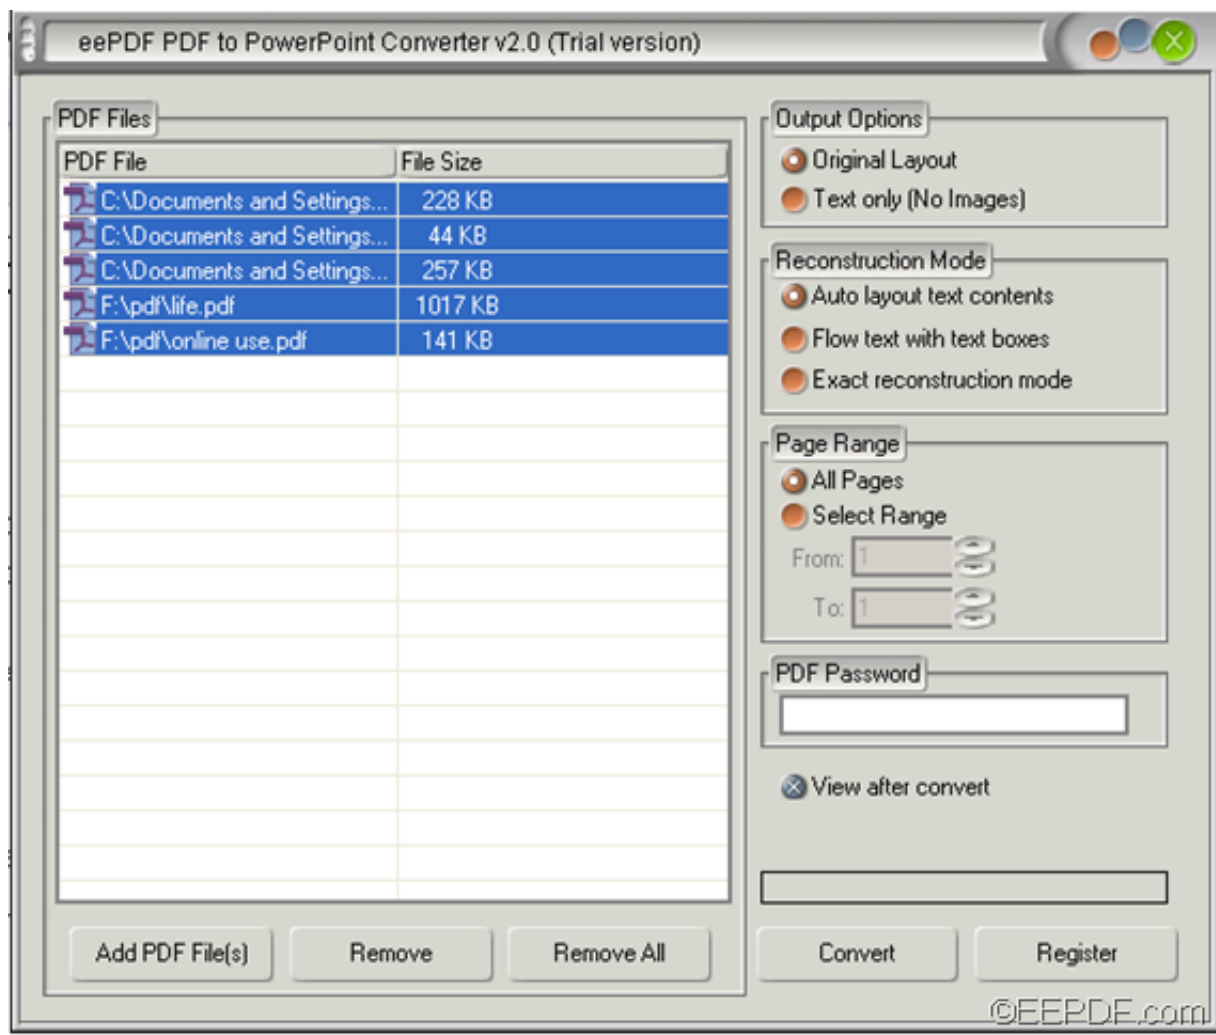 eePDF PDF to PowerPoint Converter v2.0 (Trial version)
PDF Files
PDF File File Size
C:\Documents and Settings... 228 KB
C:\Documents and Settings... 44 KB
C:\Documents and Settings... 257 KB
F:\pdf\life.pdf 1017 KB
F:\pdf\online use.pdf 141 KB
Add PDF File(s) Remove Remove All
Output Options
Original Layout
Text only (No Images)
Reconstruction Mode
Auto layout text contents
Flow text with text boxes
Exact reconstruction mode
Page Range
All Pages
Select Range
From: 1
To: 1
PDF Password
View after convert
Convert Register
©EEPDF.com